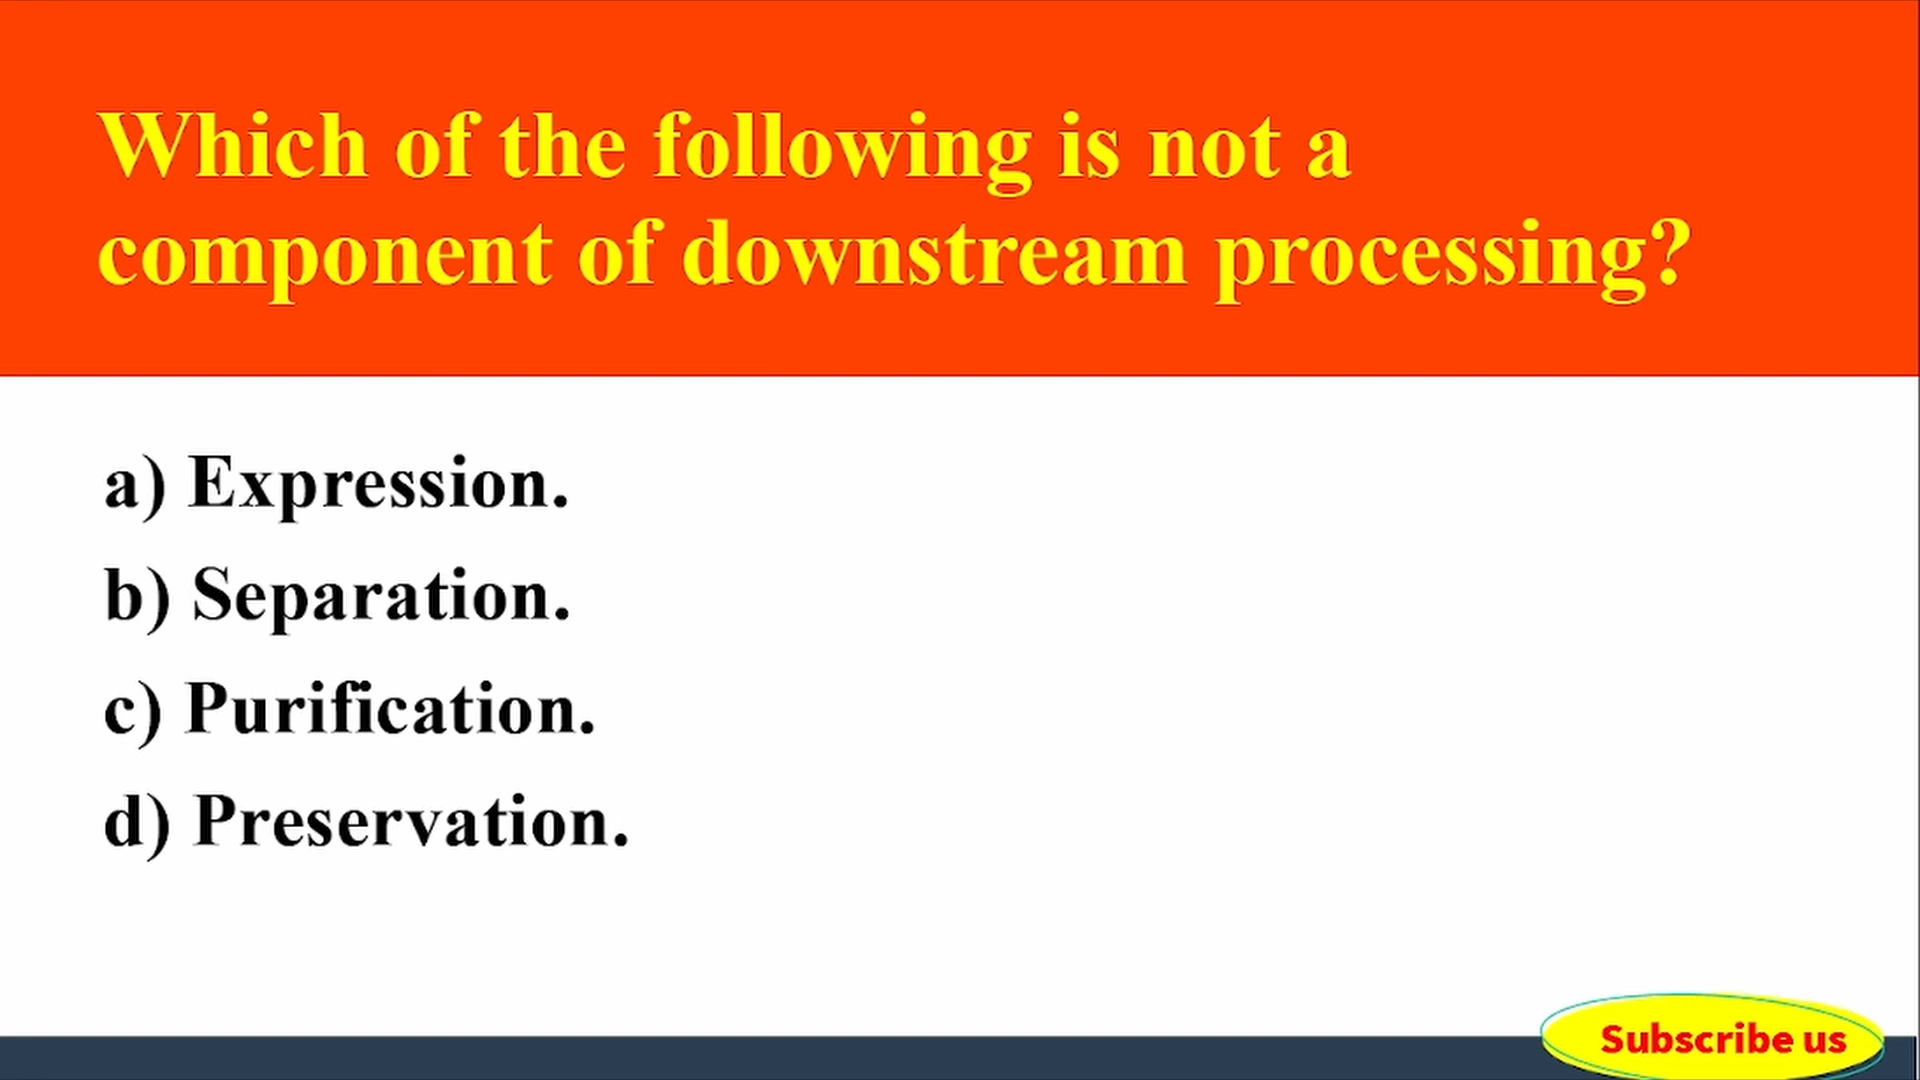 Which of the following is not a
component of downstream processing?
a) Expression.
b) Separation.
c) Purification.
d) Preservation.
Subscribe us